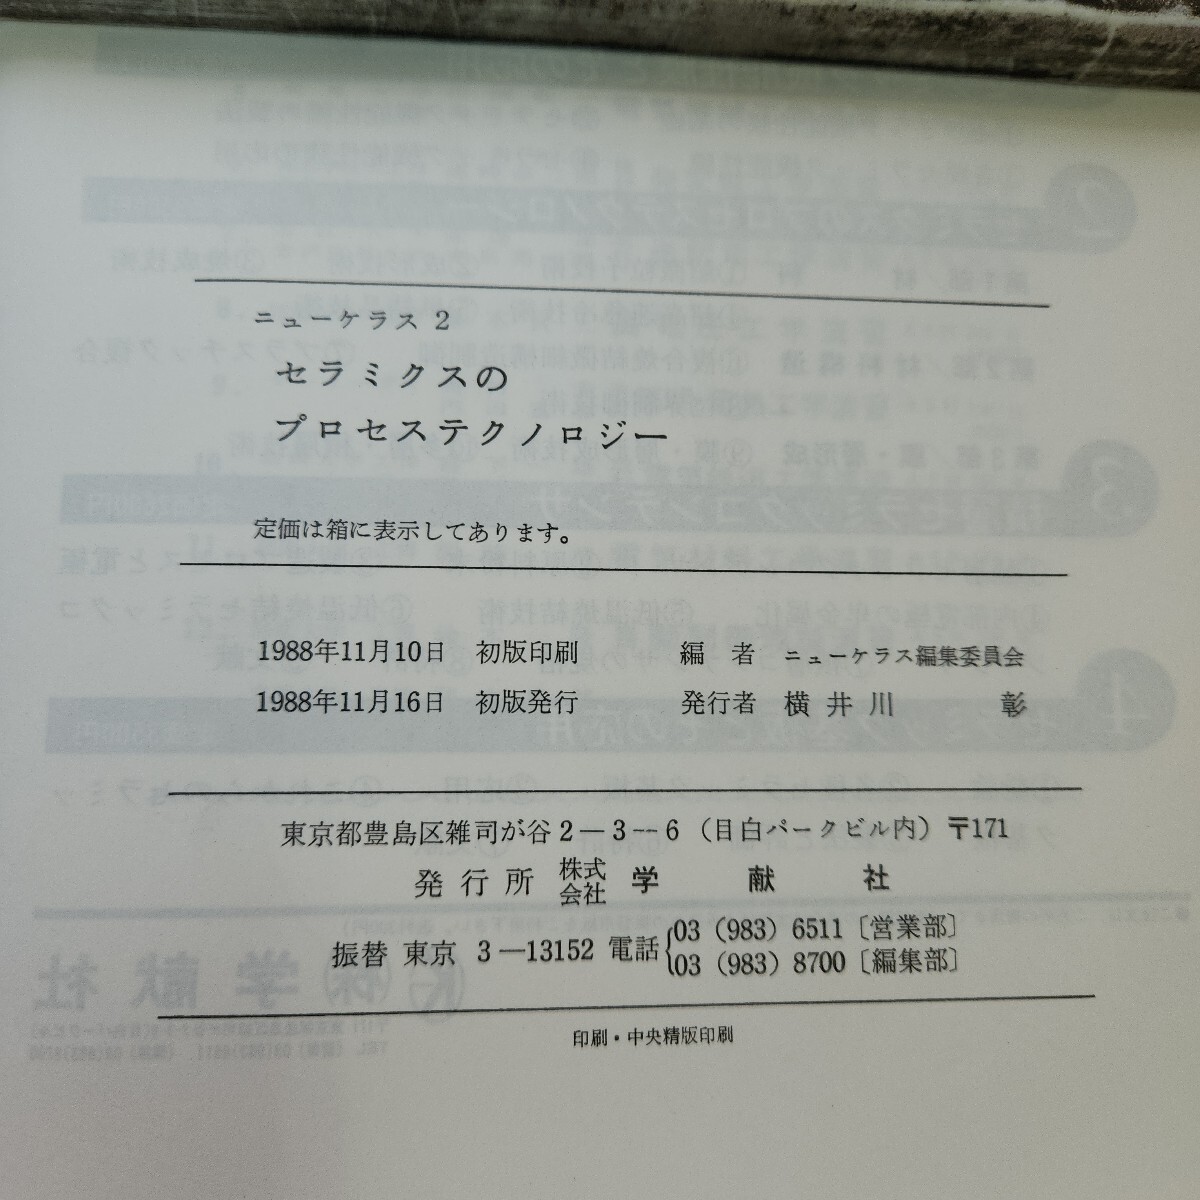 ニューケラス 2
セラミクスの
プロセステクノロジー
定価は箱に表示してあります。
1988年11月10日 初版印刷 編 者 ニューケラス編集委員会
1988年11月16日 初版発行 発行者 横 井 川 彰
東京都豊島区雑司が谷 2―3―6 (目白パークビル内) 〒171
発 行 所 株式会社 学 献 社
振替 東京 3―13152 電話 03 (983) 6511〔営業部〕
03 (983) 8700〔編集部〕
印刷・中央精版印刷